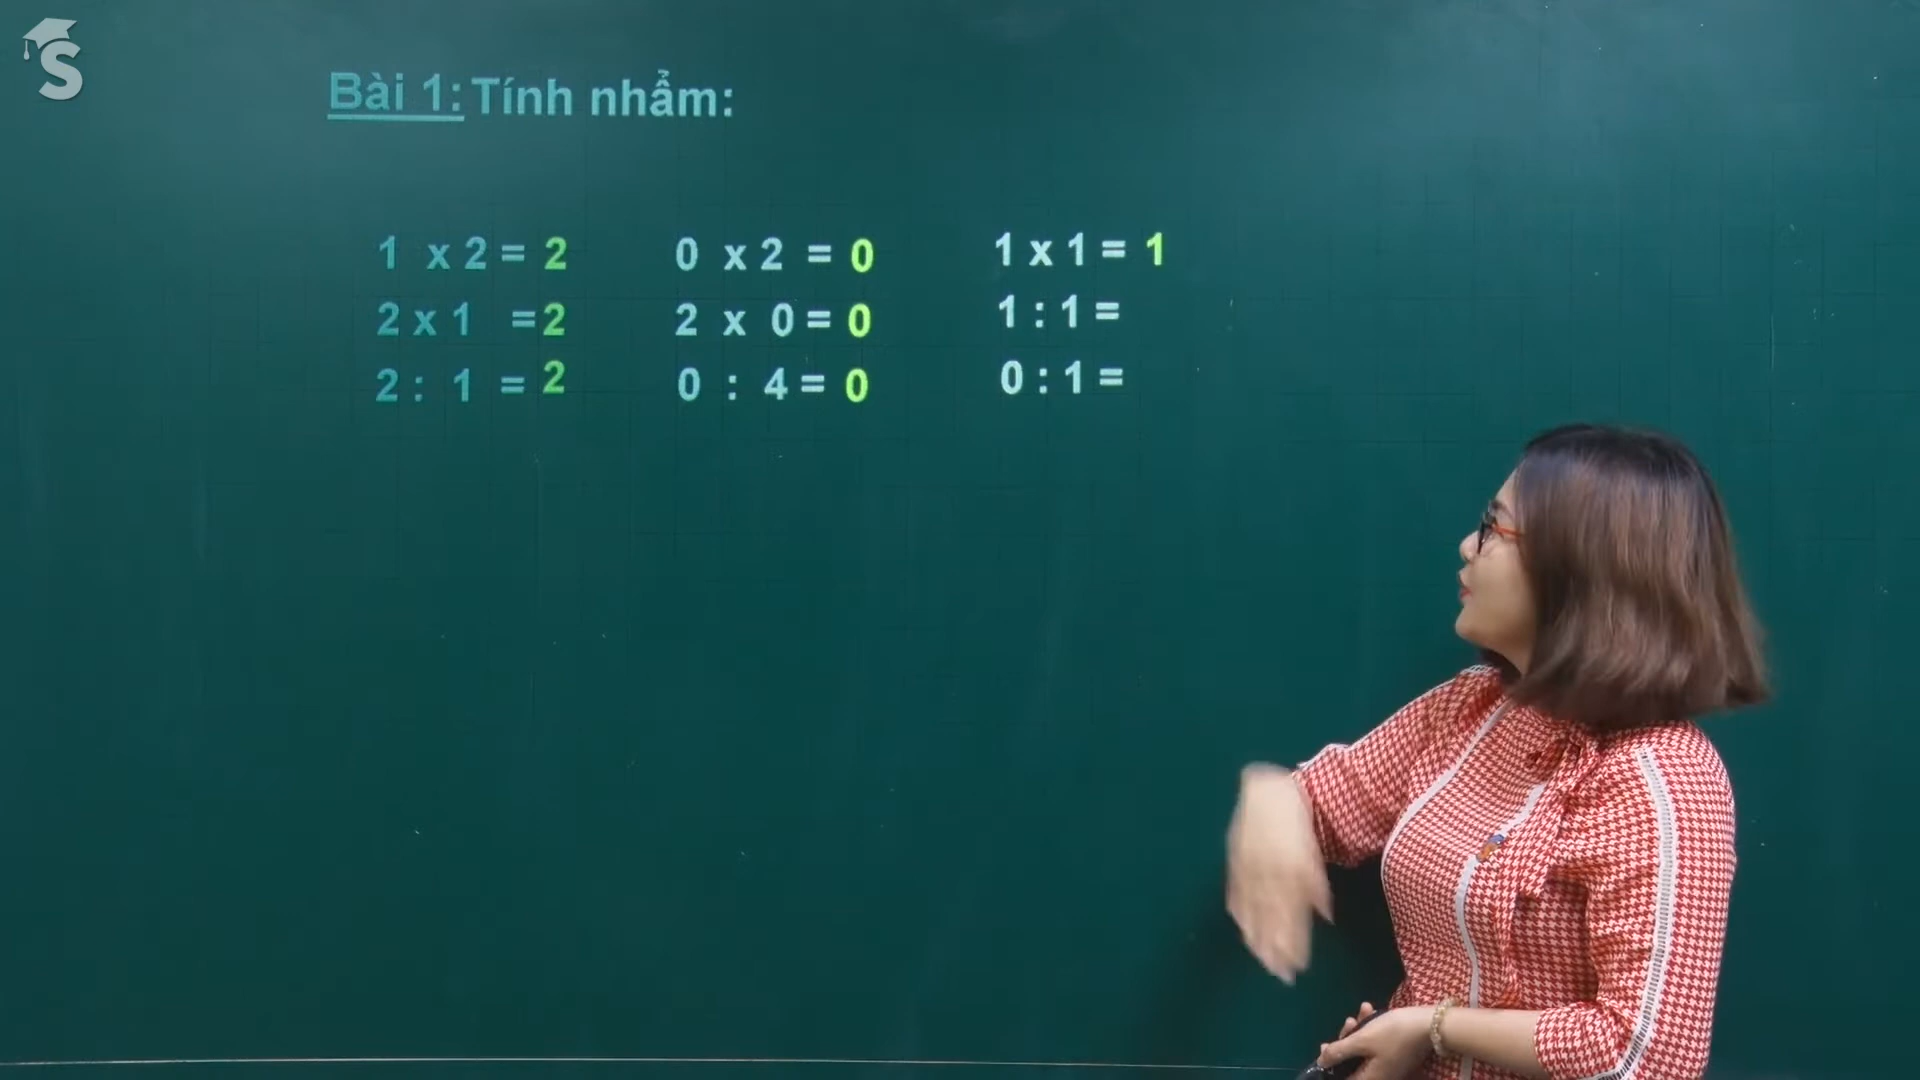 S
Bài 1: Tính nhẩm:
1 x 2 = 2
2 x 1 = 2
2 : 1 = 2
0 x 2 = 0
2 x 0 = 0
0 : 4 = 0
1 x 1 = 1
1 : 1 =
0 : 1 =